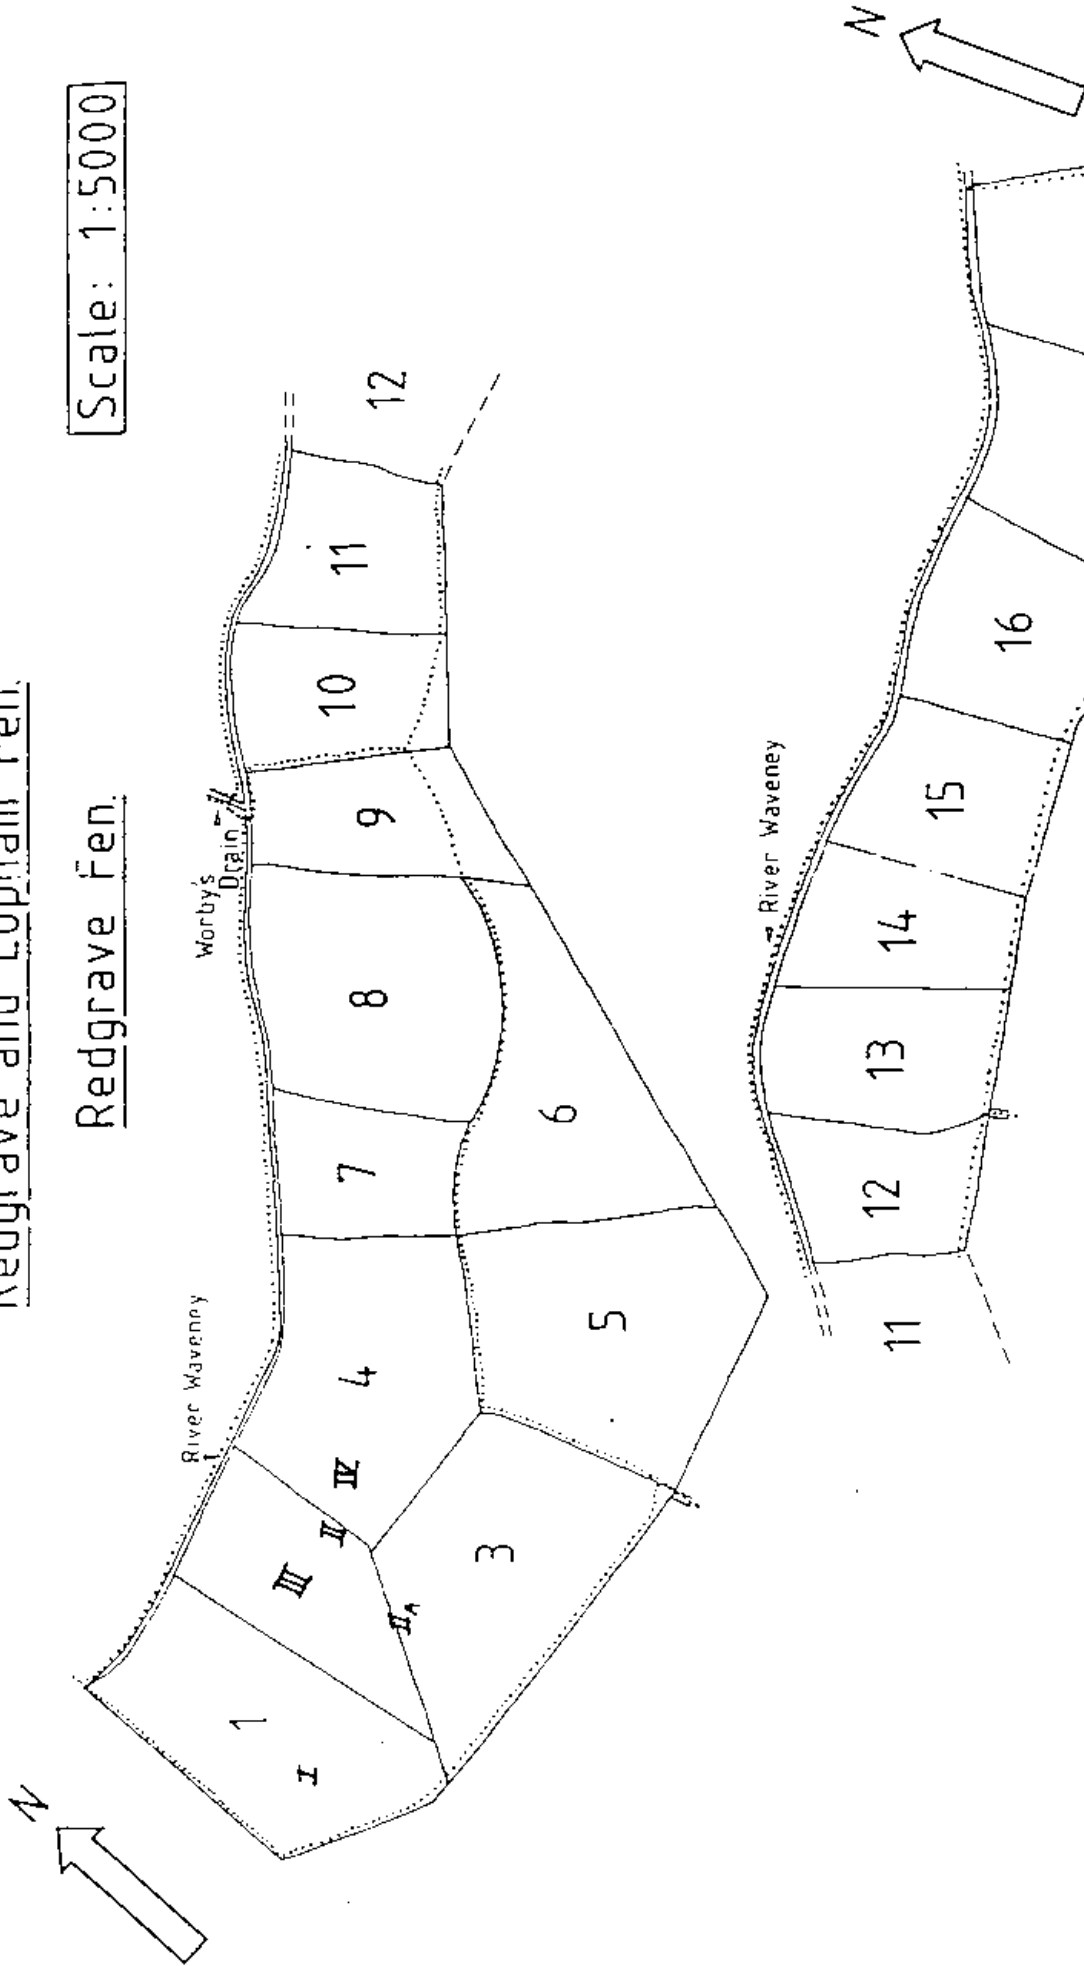 Redgrave and Lopham Fen.
Redgrave Fen.
Scale: 1:5000
N
River Waveney
Worby's
Drain
1
I
III
II
IIA
IV
3
4
5
6
7
8
9
10
11
12
N
River Waveney
11
12
13
14
15
16